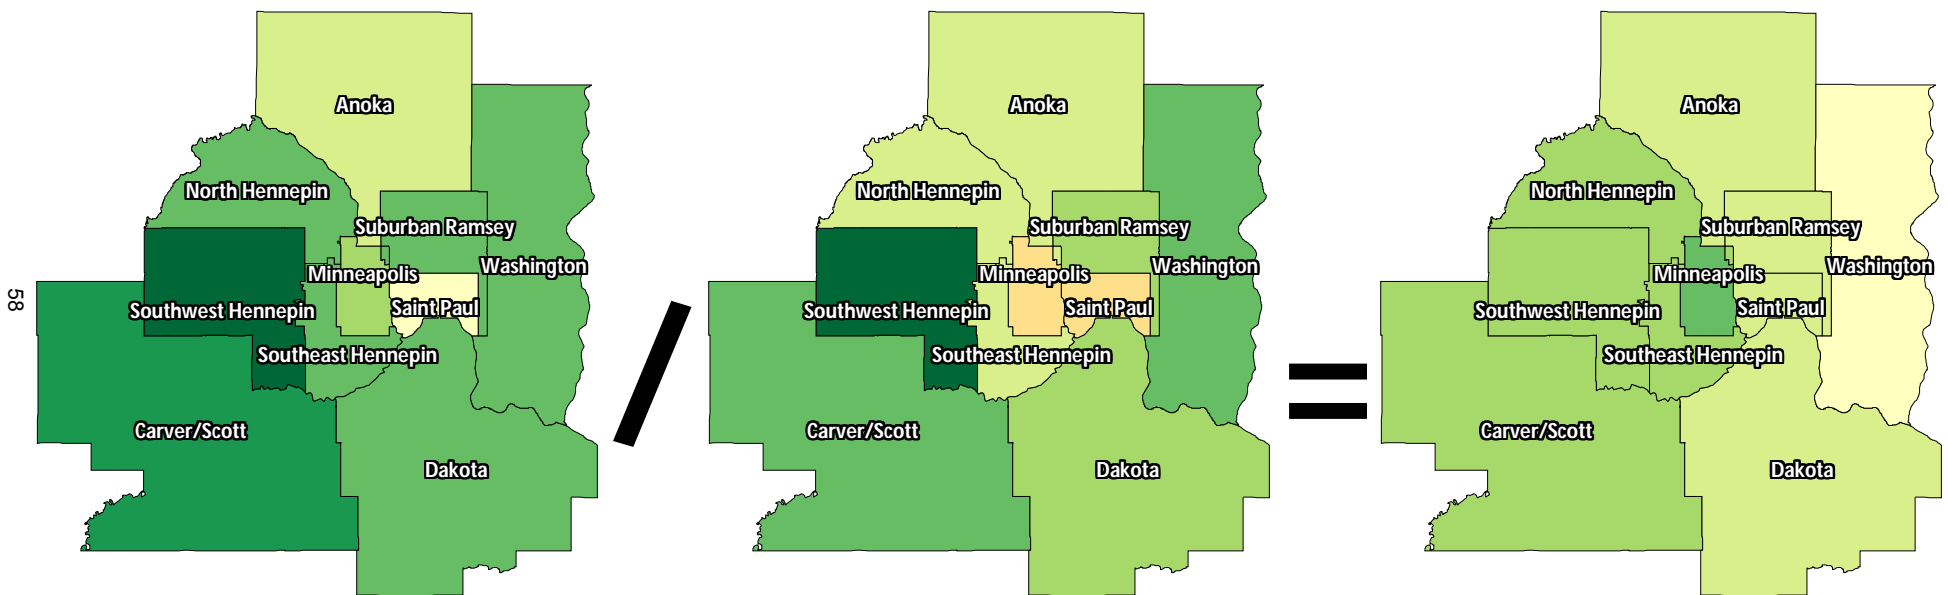 Anoka
North Hennepin
Suburban Ramsey
Minneapolis
Washington
Southwest Hennepin
Saint Paul
Southeast Hennepin
Carver/Scott
Dakota
Anoka
North Hennepin
Suburban Ramsey
Minneapolis
Washington
Southwest Hennepin
Saint Paul
Southeast Hennepin
Carver/Scott
Dakota
Anoka
North Hennepin
Suburban Ramsey
Minneapolis
Washington
Southwest Hennepin
Saint Paul
Southeast Hennepin
Carver/Scott
Dakota
/
=
58